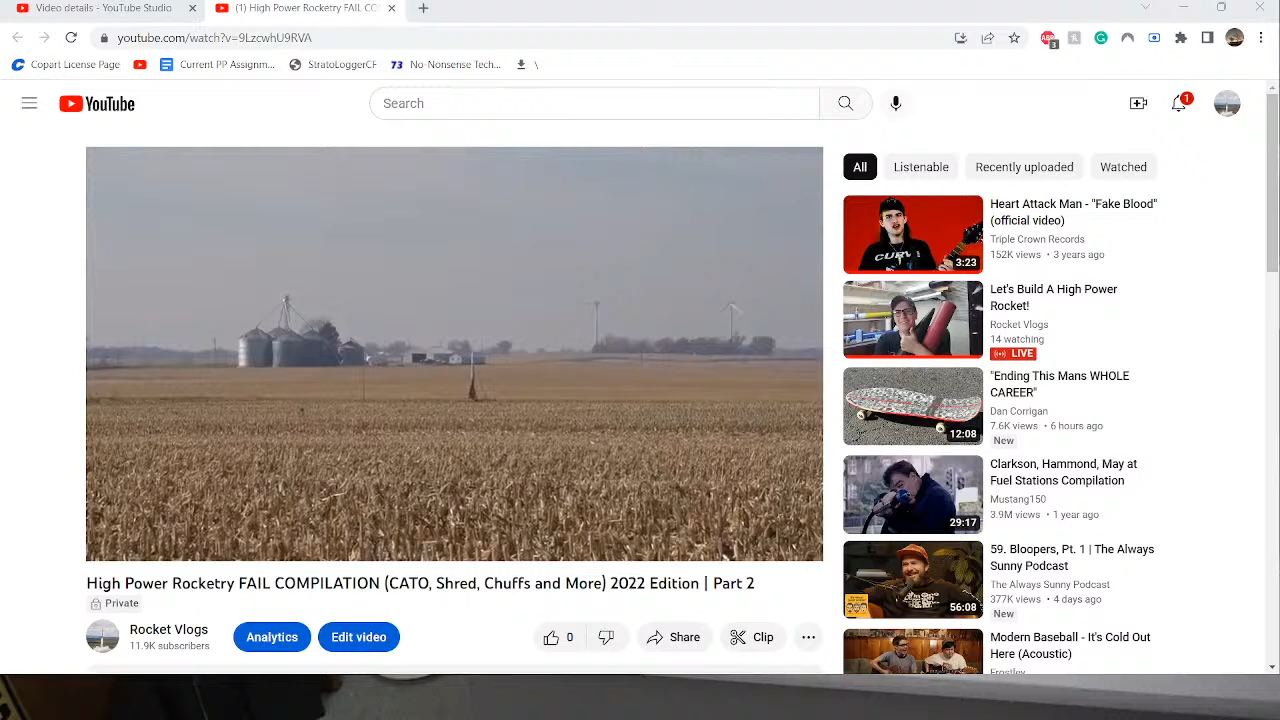 Video details - YouTube Studio
(1) High Power Rocketry FAIL CO
youtube.com/watch?v=9LzcwhU9RVA
3
Copart License Page
Current PP Assignm...
StratoLoggerCF
73 No-Nonsense Tech...
\
YouTube
Search
1
All
Listenable
Recently uploaded
Watched
Heart Attack Man - "Fake Blood"
(official video)
Triple Crown Records
152K views • 3 years ago
3:23
Let's Build A High Power
Rocket!
Rocket Vlogs
14 watching
LIVE
"Ending This Mans WHOLE
CAREER"
Dan Corrigan
7.6K views • 6 hours ago
New
12:08
Clarkson, Hammond, May at
Fuel Stations Compilation
Mustang150
3.9M views • 1 year ago
29:17
59. Bloopers, Pt. 1 | The Always
Sunny Podcast
The Always Sunny Podcast
377K views • 4 days ago
New
56:08
Modern Baseball - It's Cold Out
Here (Acoustic)
Frostley
High Power Rocketry FAIL COMPILATION (CATO, Shred, Chuffs and More) 2022 Edition | Part 2
Private
Rocket Vlogs
11.9K subscribers
Analytics
Edit video
0
Share
Clip